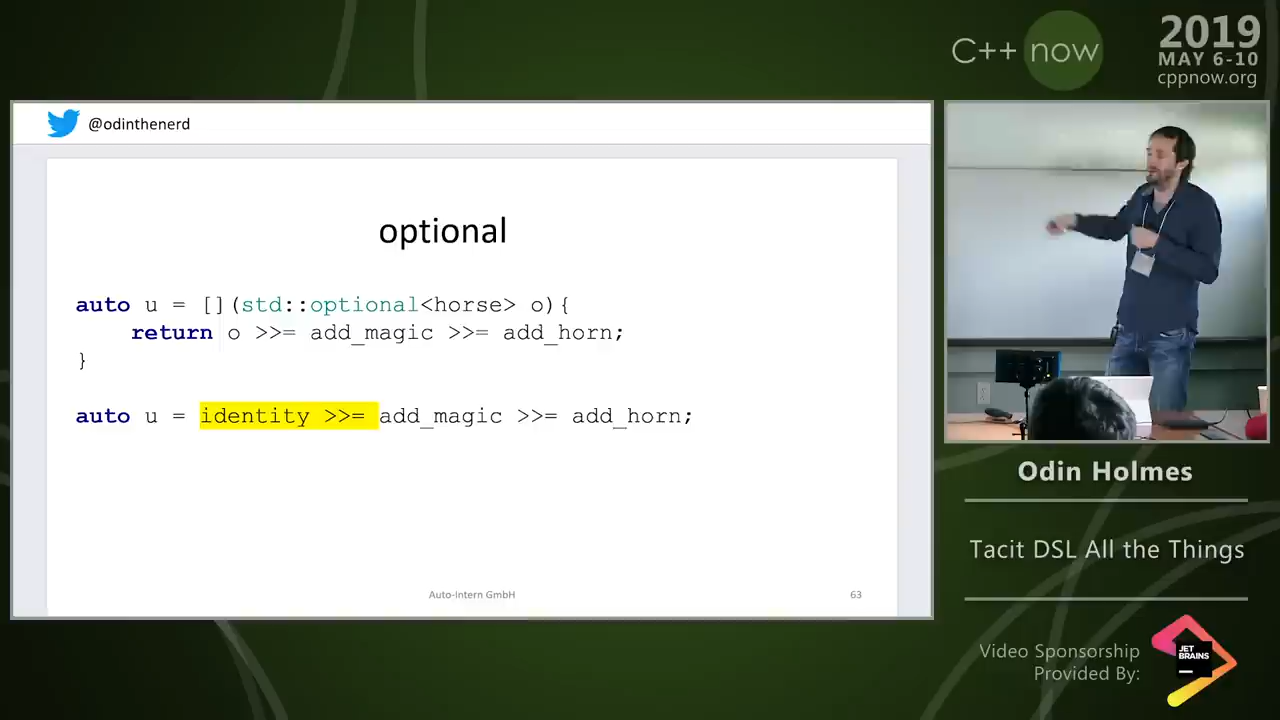 C++ now
2019
MAY 6-10
cppnow.org
@odinthenerd
optional
auto u = [](std::optional<horse> o){
return o >>= add_magic >>= add_horn;
}
auto u = identity >>= add_magic >>= add_horn;
Auto-Intern GmbH
63
Odin Holmes
Tacit DSL All the Things
Video Sponsorship
Provided By:
JET
BRAINS